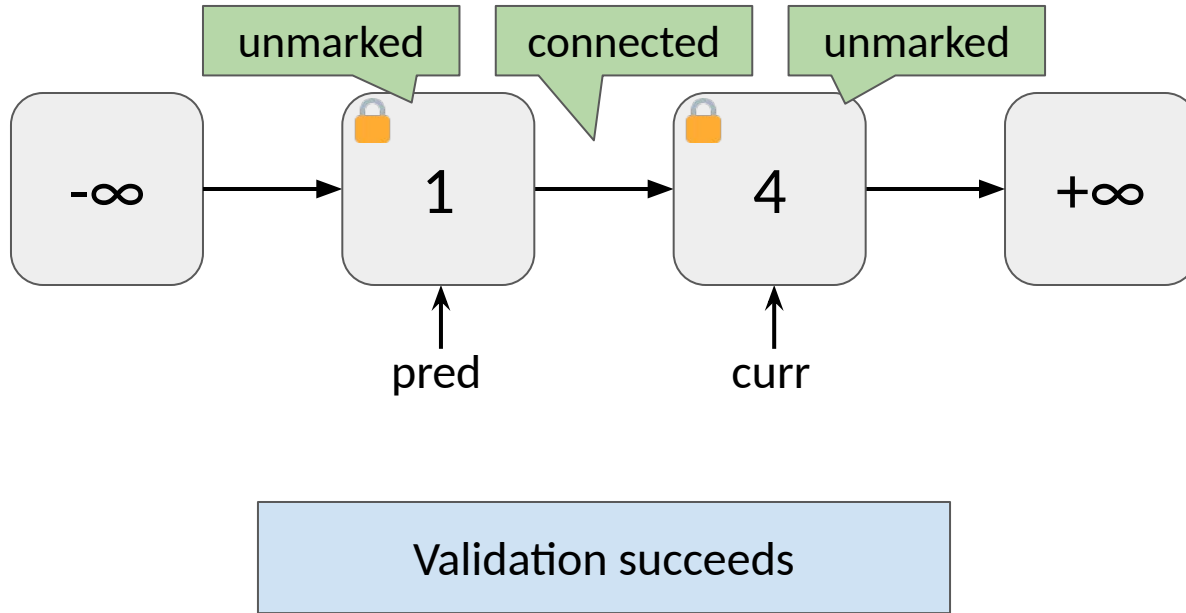 unmarked
connected
unmarked
-∞
1
4
+∞
pred
curr
Validation succeeds